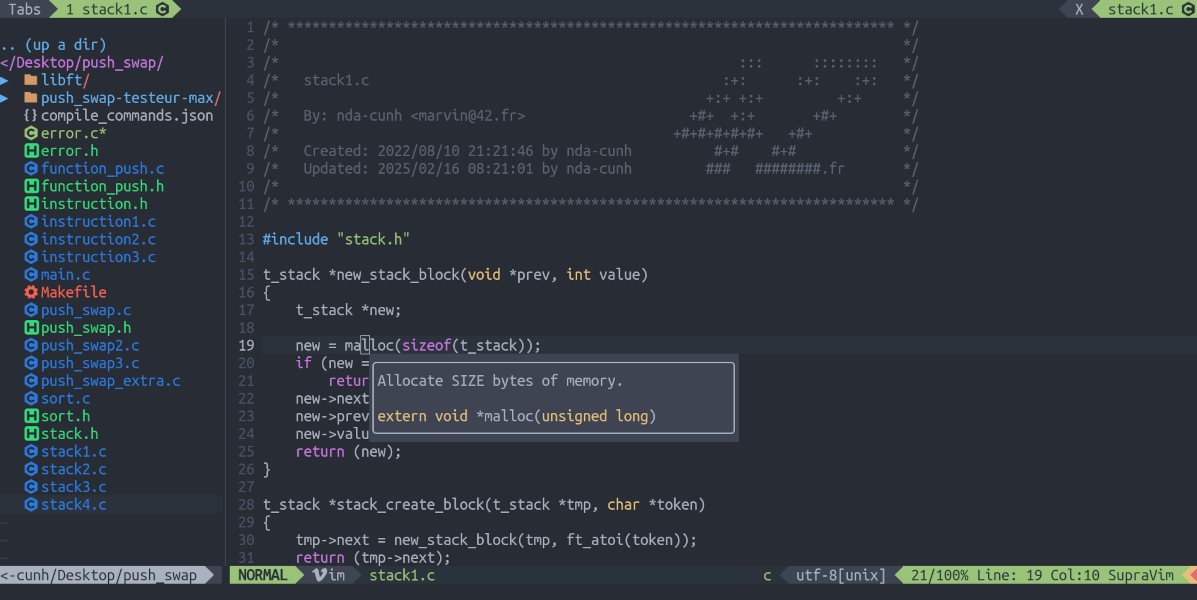 Tabs 1 stack1.c X stack1.c
.. (up a dir)
</Desktop/push_swap/
▶ libft/
▶ push_swap-testeur-max/
{} compile_commands.json
error.c*
error.h
function_push.c
function_push.h
instruction.h
instruction1.c
instruction2.c
instruction3.c
main.c
Makefile
push_swap.c
push_swap.h
push_swap2.c
push_swap3.c
push_swap_extra.c
sort.c
sort.h
stack.h
stack1.c
stack2.c
stack3.c
stack4.c
~
~
~
1 /* ************************************************************************** */
2 /*                                                                            */
3 /*                                                        :::      ::::::::   */
4 /*   stack1.c                                           :+:      :+:    :+:   */
5 /*                                                    +:+ +:+         +:+     */
6 /*   By: nda-cunh <marvin@42.fr>                    +#+  +:+       +#+        */
7 /*                                                +#+#+#+#+#+   +#+           */
8 /*   Created: 2022/08/10 21:21:46 by nda-cunh          #+#    #+#             */
9 /*   Updated: 2025/02/16 08:21:01 by nda-cunh         ###   ########.fr       */
10 /*                                                                            */
11 /* ************************************************************************** */
12
13 #include "stack.h"
14
15 t_stack *new_stack_block(void *prev, int value)
16 {
17     t_stack *new;
18
19     new = malloc(sizeof(t_stack));
20     if (new =
21         retur
22     new->next
23     new->prev
24     new->valu
25     return (new);
26 }
27
28 t_stack *stack_create_block(t_stack *tmp, char *token)
29 {
30     tmp->next = new_stack_block(tmp, ft_atoi(token));
31     return (tmp->next);
Allocate SIZE bytes of memory.
extern void *malloc(unsigned long)
<-cunh/Desktop/push_swap NORMAL Vim stack1.c c utf-8[unix] 21/100% Line: 19 Col:10 SupraVim